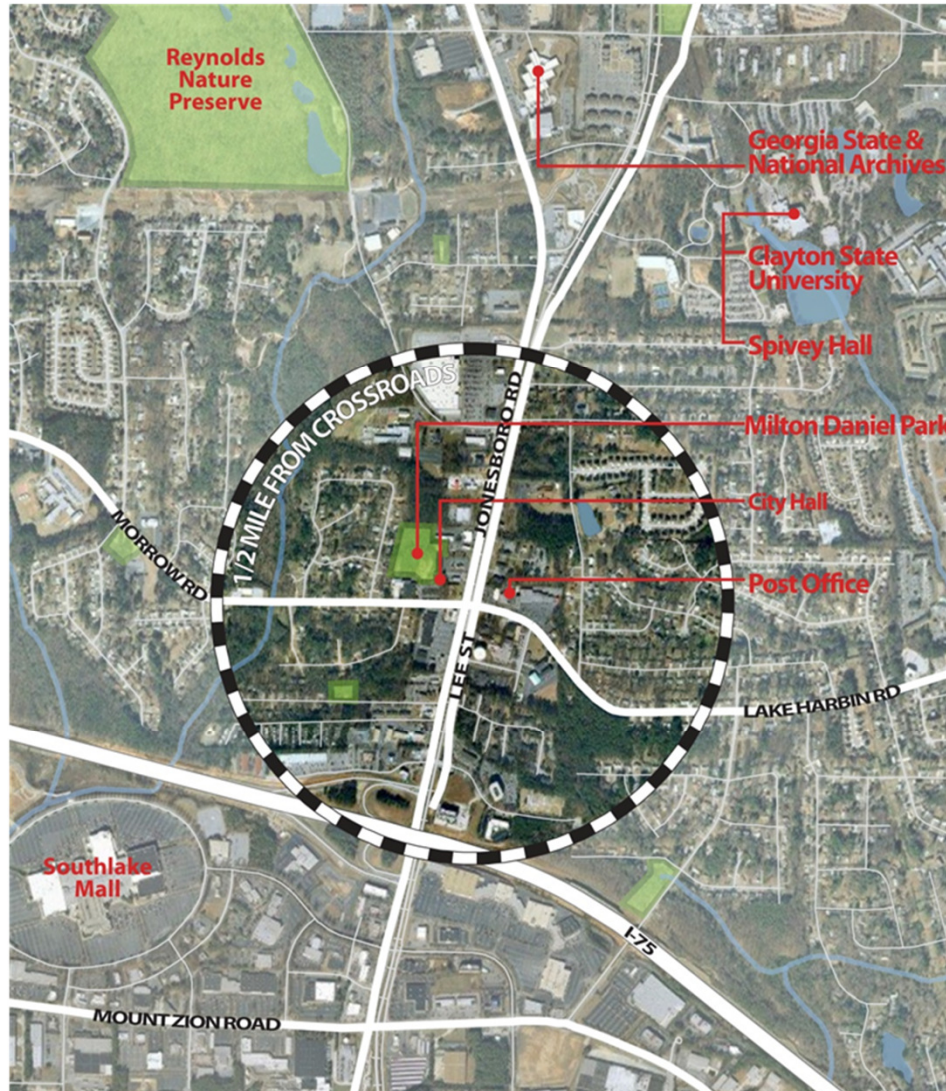 Reynolds
Nature
Preserve
Georgia State &
National Archives
Clayton State
University
Spivey Hall
1/2 MILE FROM CROSSROADS
JONESBORO RD
Milton Daniel Park
City Hall
MORROW RD
Post Office
LEE ST
LAKE HARBIN RD
Southlake
Mall
I-75
MOUNT ZION ROAD